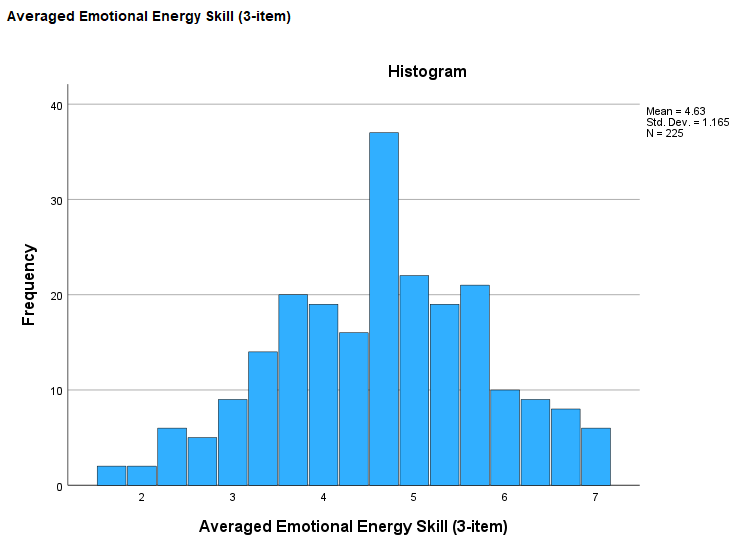 Averaged Emotional Energy Skill (3-item)
Histogram
Mean = 4.63
Std. Dev. = 1.165
N = 225
40
30
20
10
0
Frequency
2 3 4 5 6 7
Averaged Emotional Energy Skill (3-item)